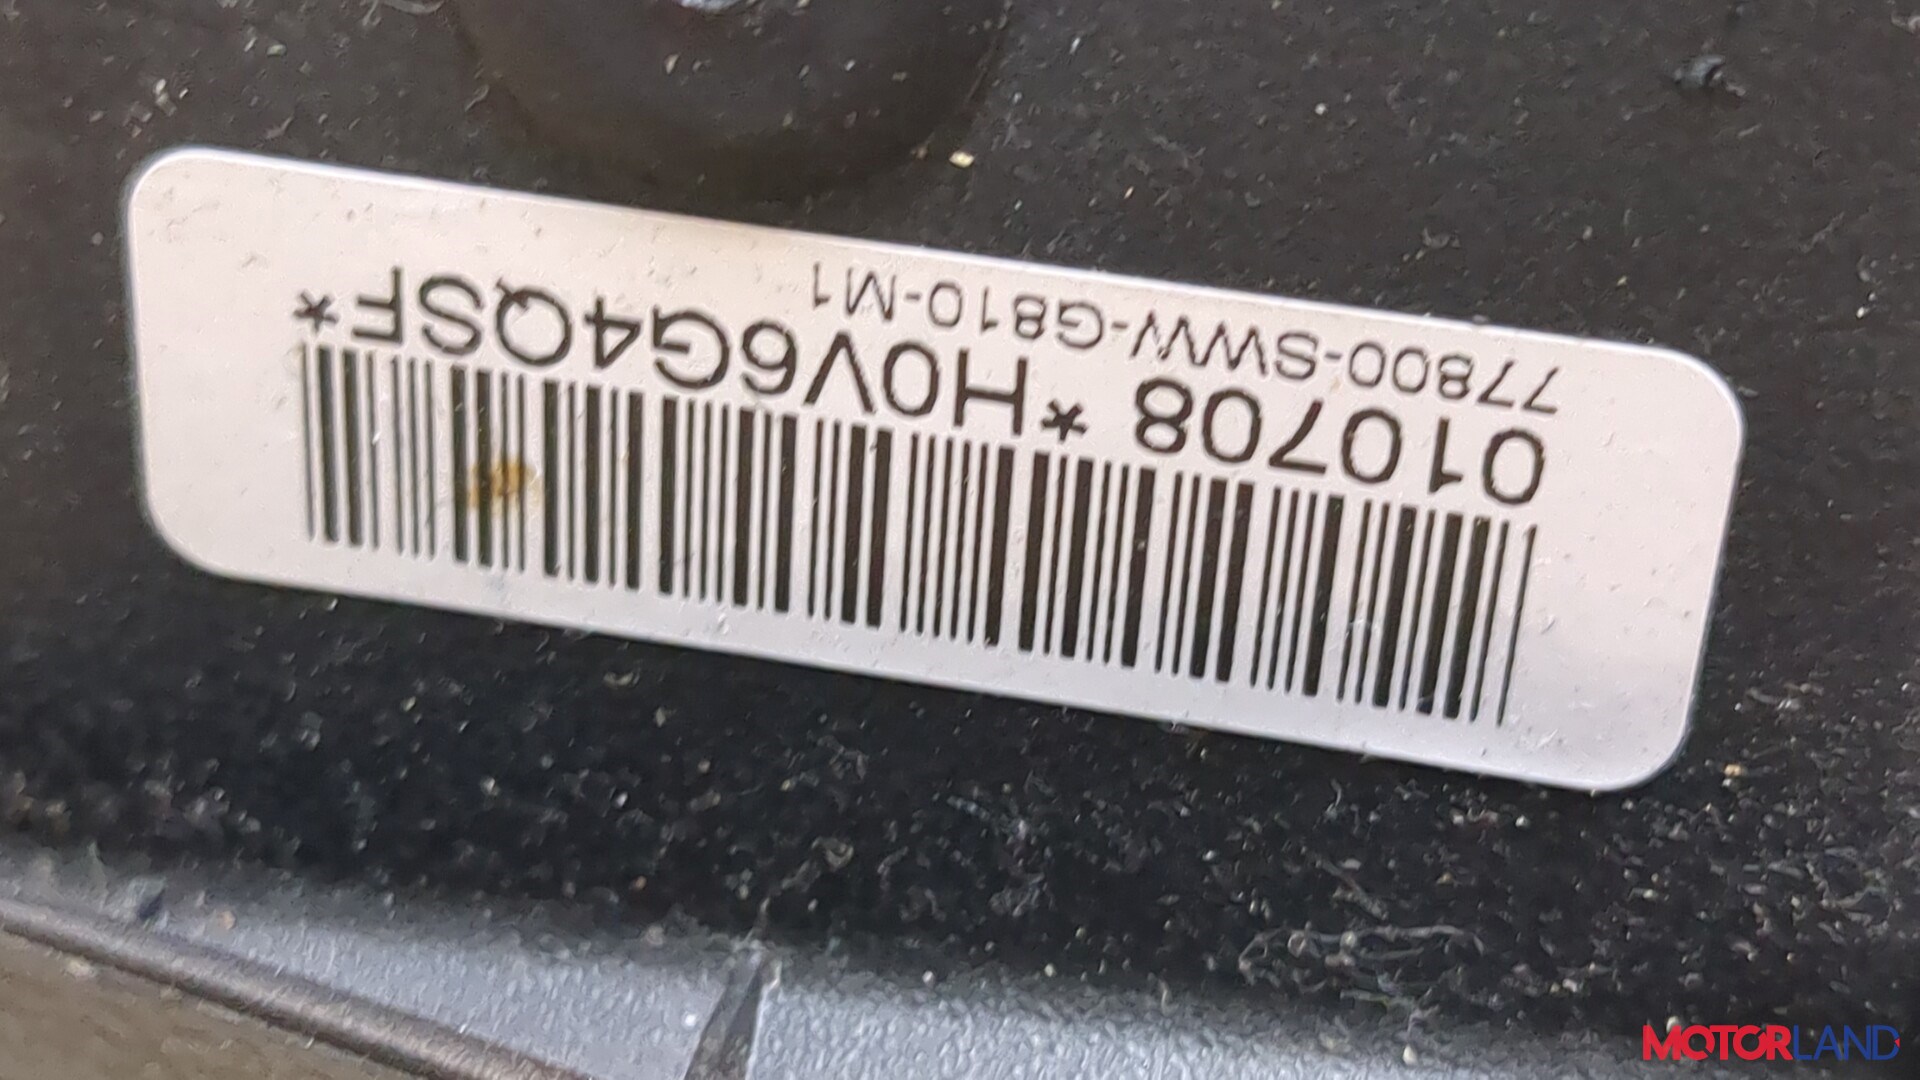 010708 *H0V6G4QSF*
77800-SWW-G810-M1
MOTORLAND